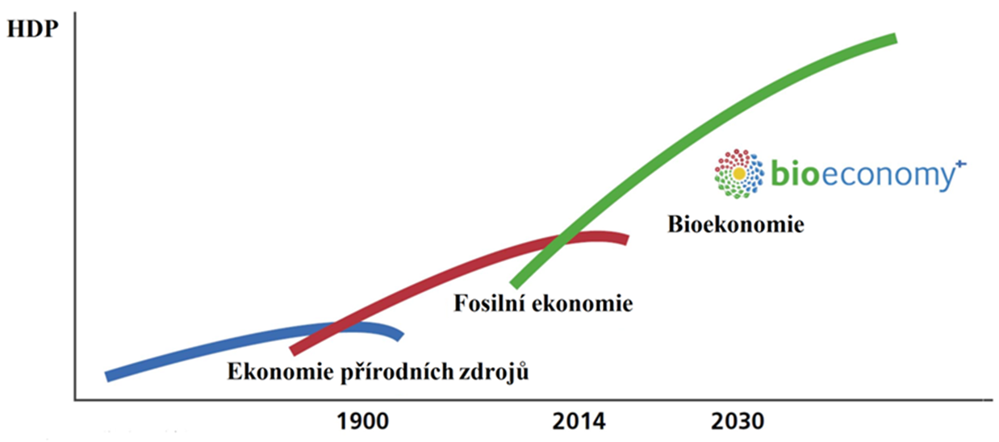 HDP
bioeconomy+
Bioekonomie
Fosilní ekonomie
Ekonomie přírodních zdrojů
1900 2014 2030